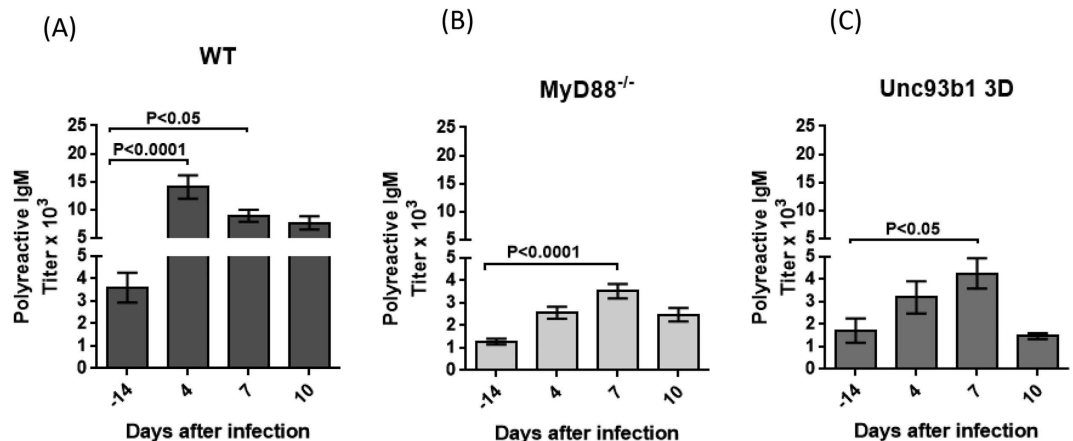 (A)
WT
P<0.05
P<0.0001
25
20
15
10
5
5
4
3
2
1
0
Polyreactive IgM
Titer x 10³
-14
4
7
10
Days after infection
(B)
MyD88⁻/⁻
25
20
15
10
5
P<0.0001
5
4
3
2
1
0
Polyreactive IgM
Titer x 10³
-14
4
7
10
Days after infection
(C)
Unc93b1 3D
25
20
15
10
5
P<0.05
5
4
3
2
1
0
Polyreactive IgM
Titer x 10³
-14
4
7
10
Days after infection